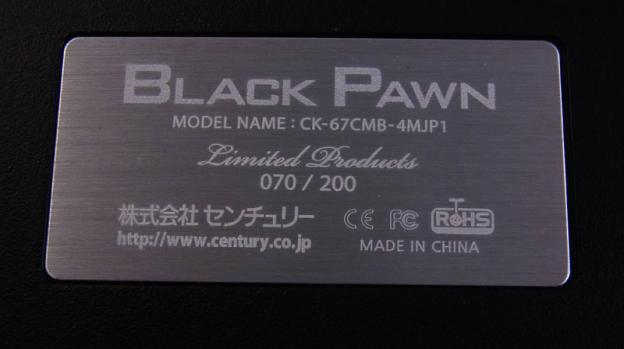 BLACK PAWN
MODEL NAME : CK-67CMB-4MJP1
Limited Products
070 / 200
株式会社 センチュリー
http://www.century.co.jp
CE FC RoHS
MADE IN CHINA